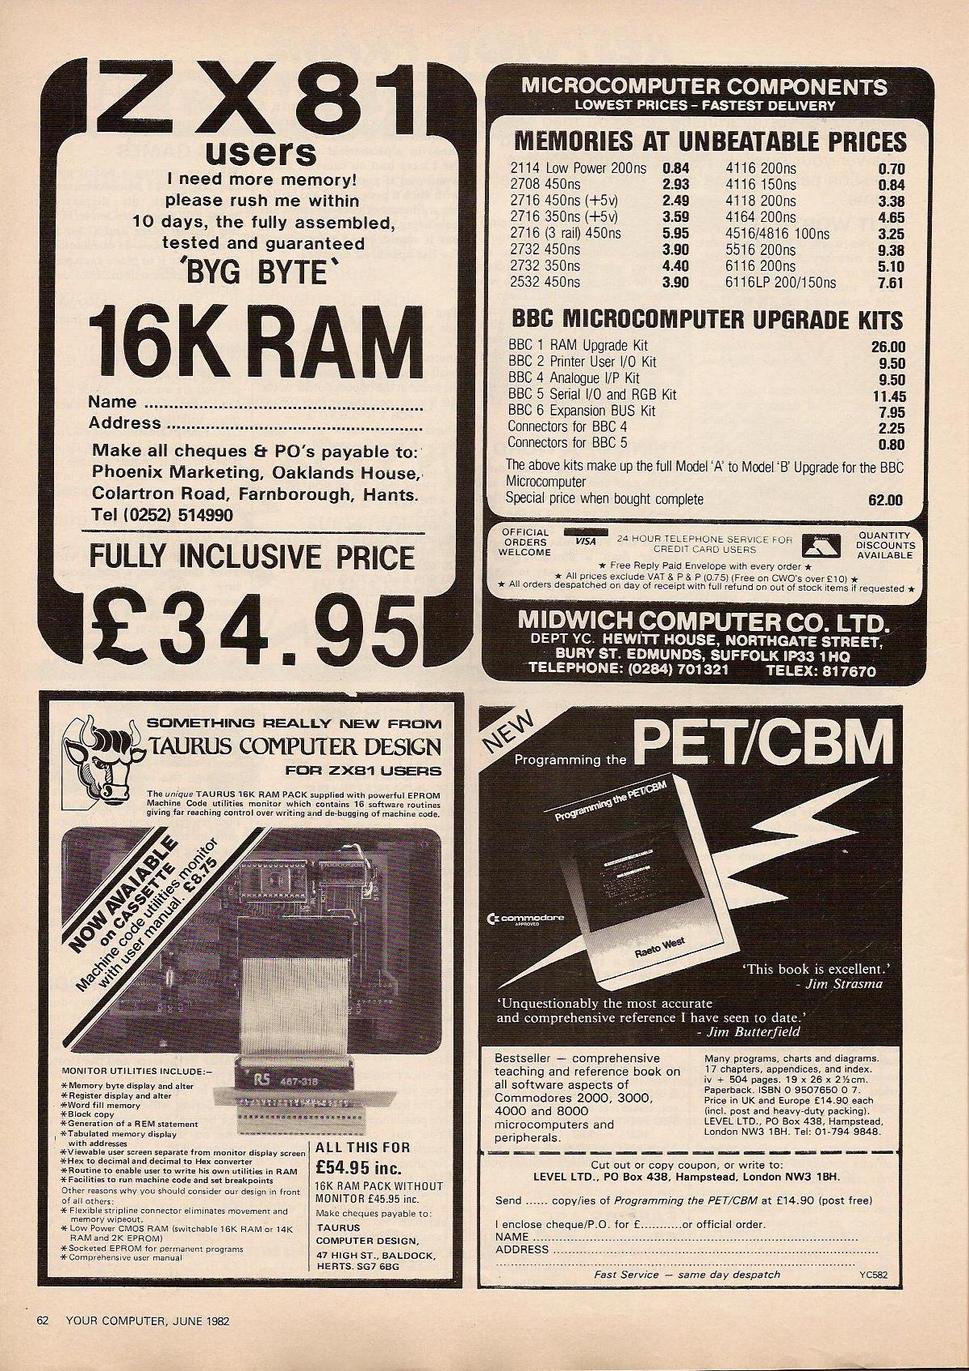 ZX81
users
I need more memory!
please rush me within
10 days, the fully assembled,
tested and guaranteed
'BYG BYTE`
16K RAM
Name ................................................
Address ............................................
Make all cheques & PO's payable to:
Phoenix Marketing, Oaklands House,
Colartron Road, Farnborough, Hants.
Tel (0252) 514990
FULLY INCLUSIVE PRICE
£34.95
MICROCOMPUTER COMPONENTS
LOWEST PRICES – FASTEST DELIVERY
MEMORIES AT UNBEATABLE PRICES
2114 Low Power 200ns 0.84 4116 200ns 0.70
2708 450ns 2.93 4116 150ns 0.84
2716 450ns (+5v) 2.49 4118 200ns 3.38
2716 350ns (+5v) 3.59 4164 200ns 4.65
2716 (3 rail) 450ns 5.95 4516/4816 100ns 3.25
2732 450ns 3.90 5516 200ns 9.38
2732 350ns 4.40 6116 200ns 5.10
2532 450ns 3.90 6116LP 200/150ns 7.61
BBC MICROCOMPUTER UPGRADE KITS
BBC 1 RAM Upgrade Kit 26.00
BBC 2 Printer User I/O Kit 9.50
BBC 4 Analogue I/P Kit 9.50
BBC 5 Serial I/O and RGB Kit 11.45
BBC 6 Expansion BUS Kit 7.95
Connectors for BBC 4 2.25
Connectors for BBC 5 0.80
The above kits make up the full Model 'A' to Model 'B' Upgrade for the BBC
Microcomputer
Special price when bought complete 62.00
OFFICIAL
ORDERS
WELCOME
VISA
24 HOUR TELEPHONE SERVICE FOR
CREDIT CARD USERS
QUANTITY
DISCOUNTS
AVAILABLE
★ Free Reply Paid Envelope with every order ★
★ All prices exclude VAT & P & P (0.75) (Free on CWO's over £10) ★
★ All orders despatched on day of receipt with full refund on out of stock items if requested ★
MIDWICH COMPUTER CO. LTD.
DEPT YC. HEWITT HOUSE, NORTHGATE STREET,
BURY ST. EDMUNDS, SUFFOLK IP33 1HQ
TELEPHONE: (0284) 701321 TELEX: 817670
SOMETHING REALLY NEW FROM
TAURUS COMPUTER DESIGN
FOR ZX81 USERS
The unique TAURUS 16K RAM PACK supplied with powerful EPROM
Machine Code utilities monitor which contains 16 software routines
giving far reaching control over writing and de-bugging of machine code.
NOW AVAIABLE
on CASSETTE
Machine code utilities monitor
with user manual. £8.75
RS 467-318
MONITOR UTILITIES INCLUDE:–
* Memory byte display and alter
* Register display and alter
* Word fill memory
* Block copy
* Generation of a REM statement
* Tabulated memory display
with addresses
* Viewable user screen separate from monitor display screen
* Hex to decimal and decimal to Hex converter
* Routine to enable user to write his own utilities in RAM
* Facilities to run machine code and set breakpoints
Other reasons why you should consider our design in front
of all others:
* Flexible stripline connector eliminates movement and
memory wipeout.
* Low Power CMOS RAM (switchable 16K RAM or 14K
RAM and 2K EPROM)
* Socketed EPROM for permanent programs
* Comprehensive user manual
ALL THIS FOR
£54.95 inc.
16K RAM PACK WITHOUT
MONITOR £45.95 inc.
Make cheques payable to:
TAURUS
COMPUTER DESIGN,
47 HIGH ST., BALDOCK,
HERTS. SG7 6BG
NEW
Programming the PET/CBM
Programming the PET/CBM
Raeto West
commodore
APPROVED
'This book is excellent.'
- Jim Strasma
'Unquestionably the most accurate
and comprehensive reference I have seen to date.'
- Jim Butterfield
Bestseller — comprehensive
teaching and reference book on
all software aspects of
Commodores 2000, 3000,
4000 and 8000
microcomputers and
peripherals.
Many programs, charts and diagrams.
17 chapters, appendices, and index.
iv + 504 pages. 19 x 26 x 2½cm.
Paperback. ISBN 0 9507650 0 7.
Price in UK and Europe £14.90 each
(incl. post and heavy-duty packing).
LEVEL LTD., PO Box 438, Hampstead,
London NW3 1BH. Tel: 01-794 9848.
Cut out or copy coupon, or write to:
LEVEL LTD., PO Box 438, Hampstead, London NW3 1BH.
Send ...... copy/ies of Programming the PET/CBM at £14.90 (post free)
I enclose cheque/P.O. for £...........or official order.
NAME ................................................
ADDRESS ................................................
................................................
Fast Service — same day despatch YC582
62 YOUR COMPUTER, JUNE 1982